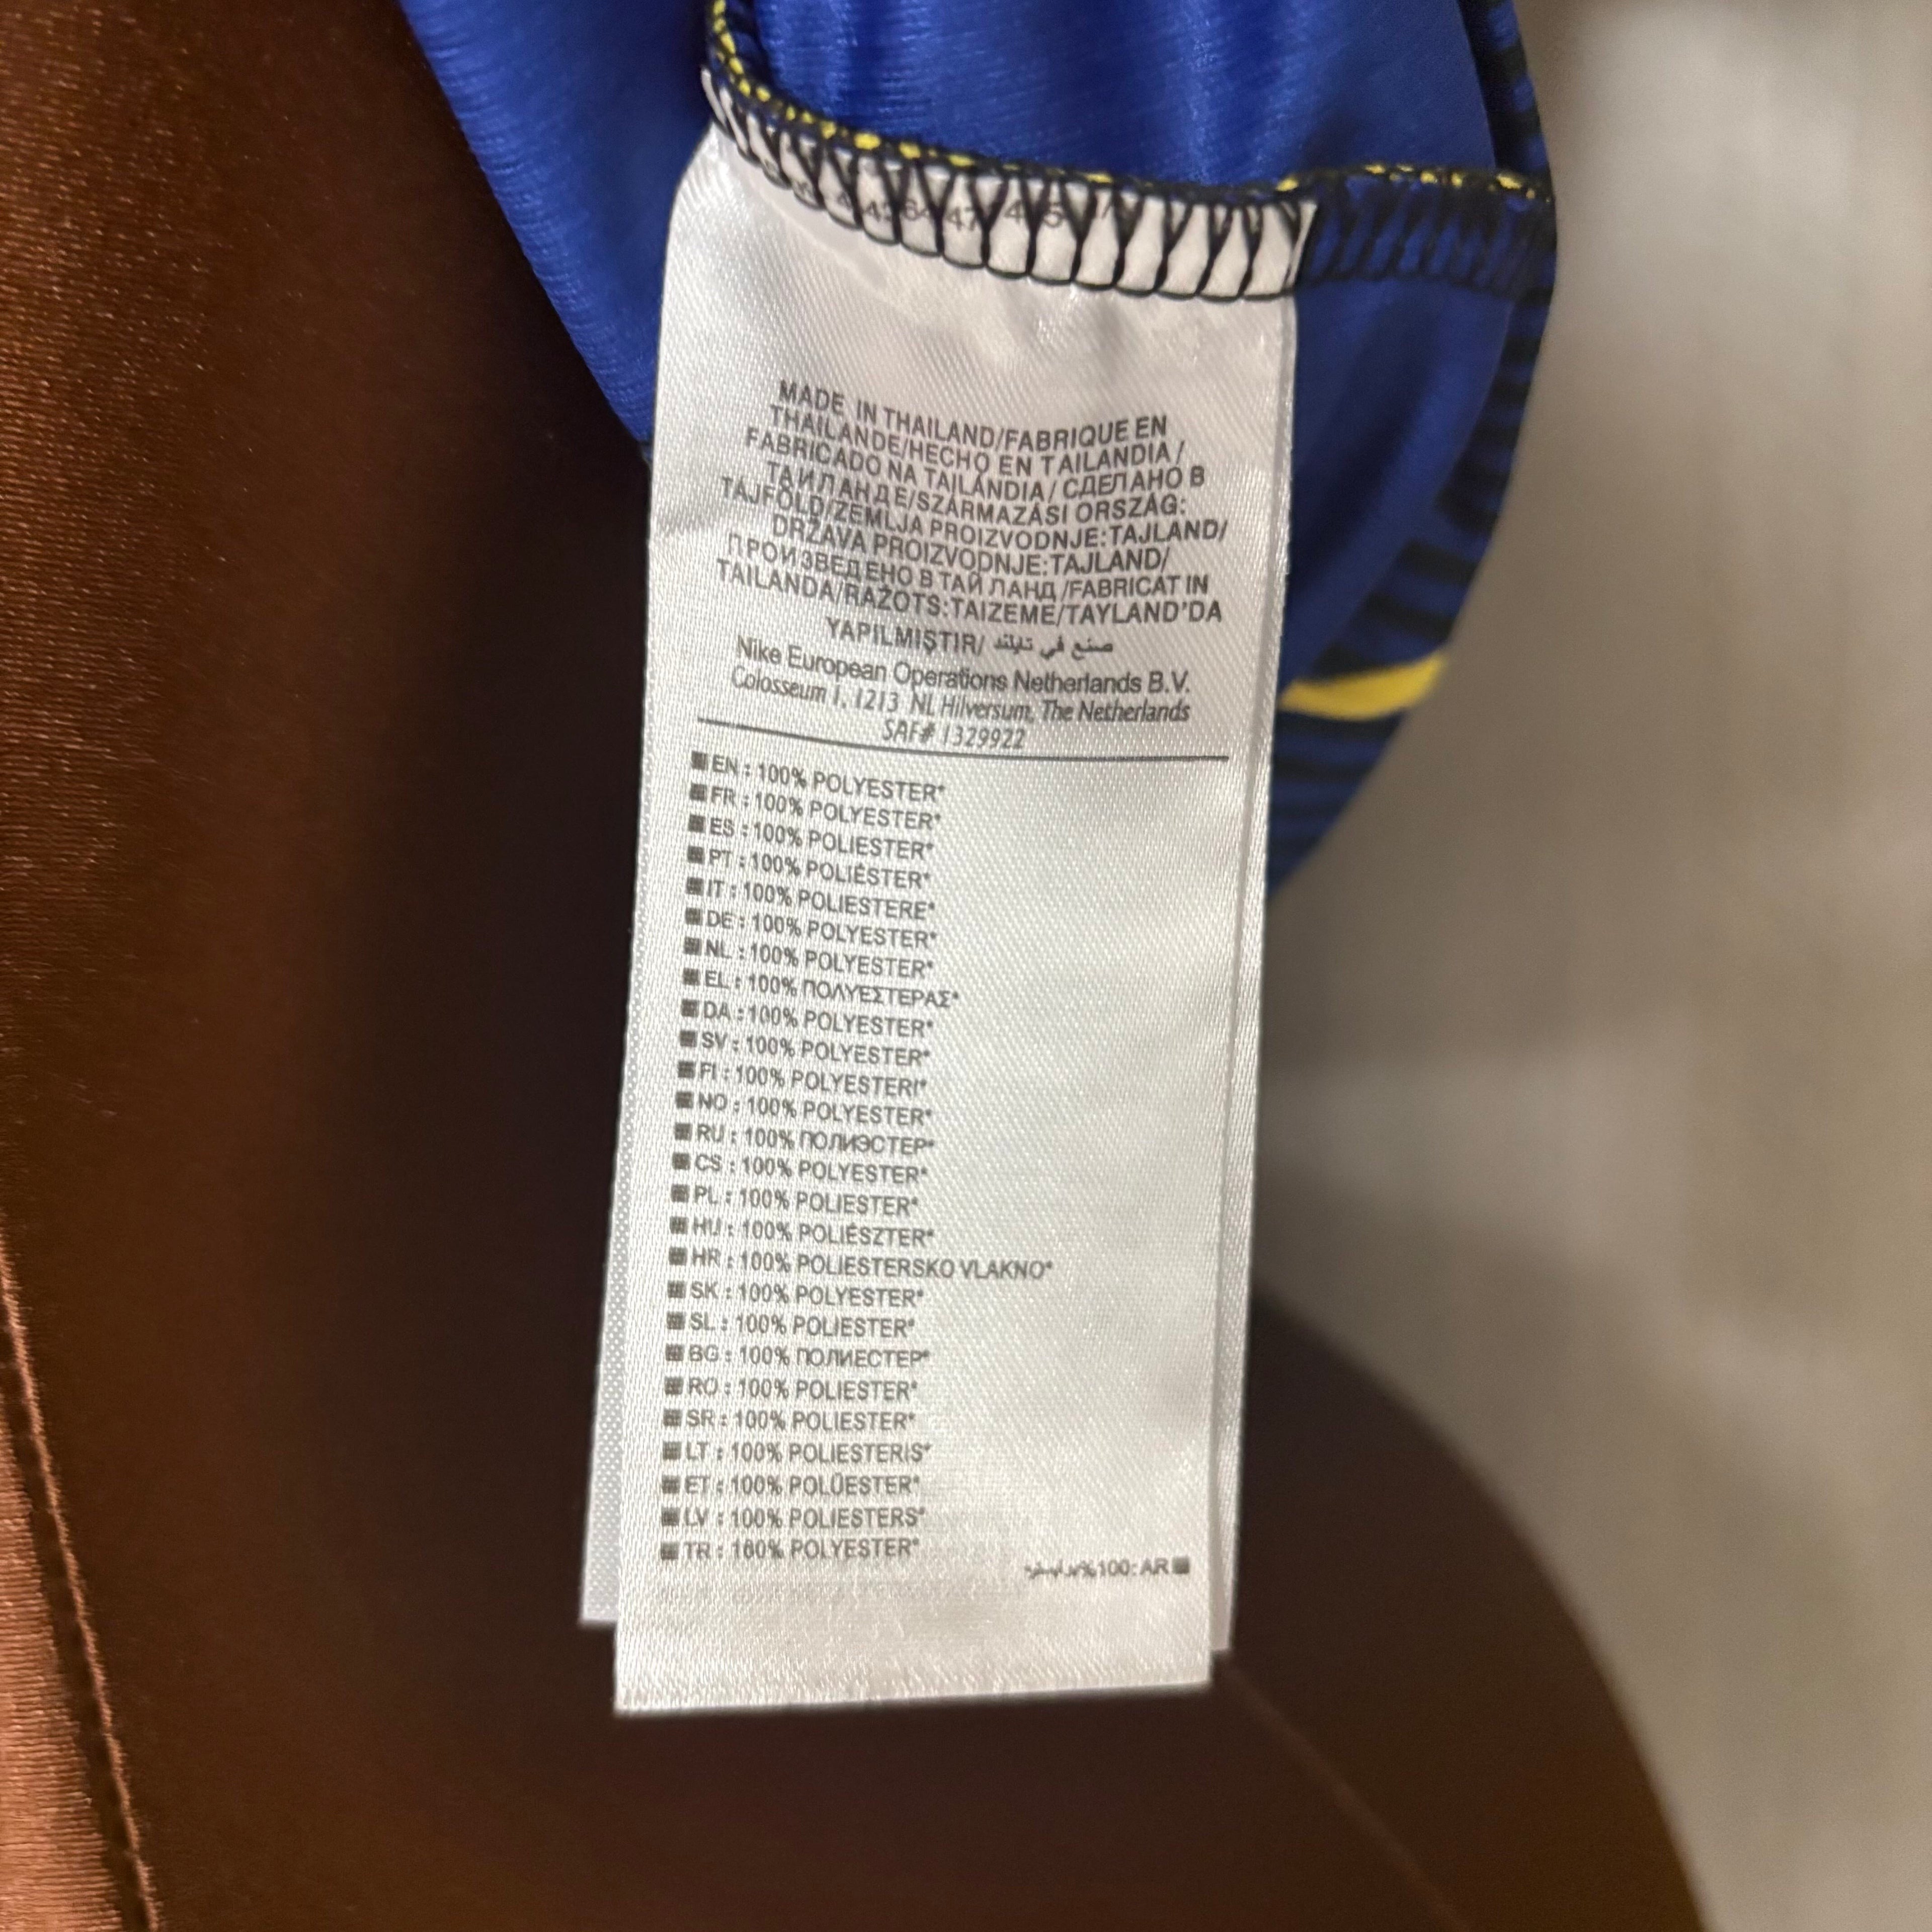 MADE IN THAILAND/FABRIQUE EN
THAILANDE/HECHO EN TAILANDIA/
FABRICADO NA TAILÂNDIA/СДЕЛАНО В
ТАИЛАНДЕ/SZÁRMAZÁSI ORSZÁG:
TAJFÖLD/ZEMLJA PROIZVODNJE:TAJLAND/
DRŽAVA PROIZVODNJE:TAJLAND/
ПРОИЗВЕДЕНО В ТАЙЛАНД/FABRICAT IN
TAILANDA/RAŽOTS:TAIZEME/TAYLAND'DA
YAPILMIŞTIR/ صنع في تايلند
Nike European Operations Netherlands B.V.
Colosseum 1, 1213 NL Hilversum, The Netherlands
SAF# 1329922
EN : 100% POLYESTER*
FR : 100% POLYESTER*
ES : 100% POLIESTER*
PT : 100% POLIÉSTER*
IT : 100% POLIESTERE*
DE : 100% POLYESTER*
NL : 100% POLYESTER*
EL : 100% ΠΟΛΥΕΣΤΕΡΑΣ*
DA : 100% POLYESTER*
SV : 100% POLYESTER*
FI : 100% POLYESTERI*
NO : 100% POLYESTER*
RU : 100% ПОЛИЭСТЕР*
CS : 100% POLYESTER*
PL : 100% POLIESTER*
HU : 100% POLIÉSZTER*
HR : 100% POLIESTERSKO VLAKNO*
SK : 100% POLYESTER*
SL : 100% POLIESTER*
BG : 100% ПОЛИЕСТЕР*
RO : 100% POLIESTER*
SR : 100% POLIESTER*
LT : 100% POLIESTERIS*
ET : 100% POLÜESTER*
LV : 100% POLIESTERS*
TR : 100% POLYESTER*
AR :100%